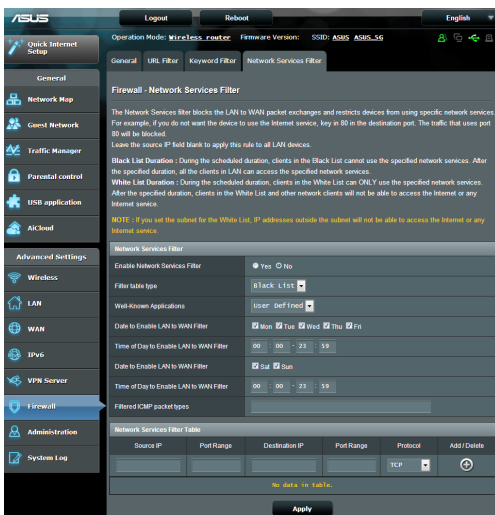 ASUS
Logout
Reboot
English
Operation Mode: Wireless router Firmware Version: SSID: ASUS ASUS_5G
Quick Internet
Setup
General
Network Map
Guest Network
Traffic Manager
Parental control
USB application
AiCloud
Advanced Settings
Wireless
LAN
WAN
IPv6
VPN Server
Firewall
Administration
System Log
General
URL Filter
Keyword Filter
Network Services Filter
Firewall - Network Services Filter
The Network Services filter blocks the LAN to WAN packet exchanges and restricts devices from using specific network services.
For example, if you do not want the device to use the Internet service, key in 80 in the destination port. The traffic that uses port
80 will be blocked.
Leave the source IP field blank to apply this rule to all LAN devices.
Black List Duration : During the scheduled duration, clients in the Black List cannot use the specified network services. After
the specified duration, all the clients in LAN can access the specified network services.
White List Duration : During the scheduled duration, clients in the White List can ONLY use the specified network services.
After the specified duration, clients in the White List and other network clients will not be able to access the Internet or any
Internet service.
NOTE : If you set the subnet for the White List, IP addresses outside the subnet will not be able to access the Internet or any
Internet service.
Network Services Filter
Enable Network Services Filter
Yes No
Filter table type
Black List
Well-Known Applications
User Defined
Date to Enable LAN to WAN Filter
Mon Tue Wed Thu Fri
Time of Day to Enable LAN to WAN Filter
00 : 00 - 23 : 59
Date to Enable LAN to WAN Filter
Sat Sun
Time of Day to Enable LAN to WAN Filter
00 : 00 - 23 : 59
Filtered ICMP packet types
Network Services Filter Table
Source IP Port Range Destination IP Port Range Protocol Add / Delete
TCP
No data in table.
Apply